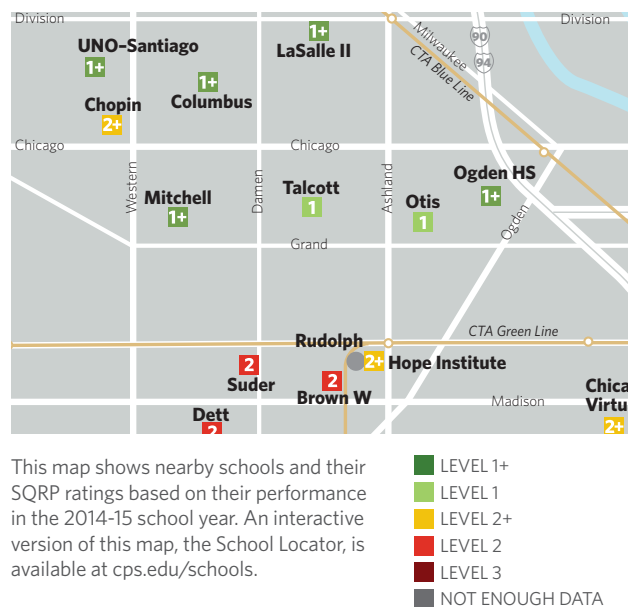 Division
Division
UNO–Santiago
1+
1+
LaSalle II
Milwaukee
CTA Blue Line
90
94
1+
Columbus
Chopin
2+
Chicago
Chicago
Western
Damen
Ashland
Ogden
Mitchell
1+
Talcott
1
Otis
1
Ogden HS
1+
Grand
CTA Green Line
Rudolph
2+ Hope Institute
2
Suder
2
Brown W
Madison
Dett
2
Chica
Virtu
2+
This map shows nearby schools and their
SQRP ratings based on their performance
in the 2014-15 school year. An interactive
version of this map, the School Locator, is
available at cps.edu/schools.
LEVEL 1+
LEVEL 1
LEVEL 2+
LEVEL 2
LEVEL 3
NOT ENOUGH DATA